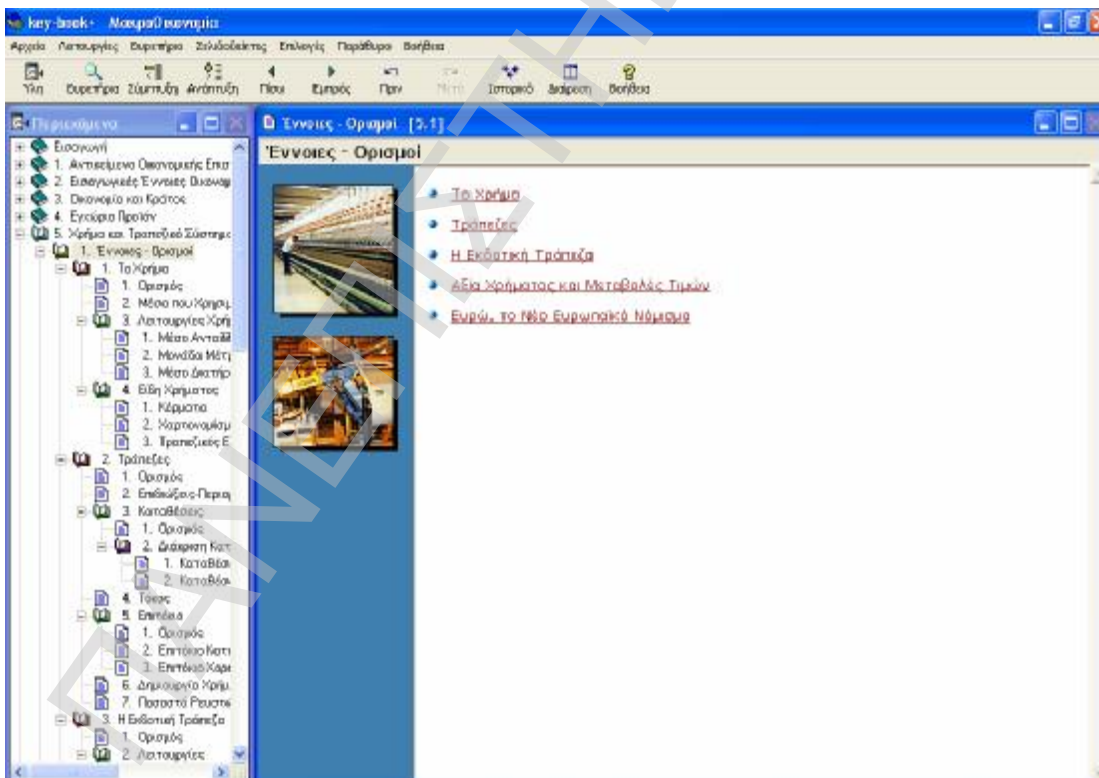 key-book+ ΜακροΟικονομία
Αρχείο Λειτουργίες Ευρετήριο Σελιδοδείκτης Επιλογές Παράθυρο Βοήθεια
Ύλη Ευρετήριο Σύμπτυξη Ανάπτυξη Πίσω Εμπρός Πριν Μετά Ιστορικό Διαίρεση Βοήθεια
Περιεχόμενα
Εισαγωγή
1. Αντικείμενο Οικονομικής Επισ
2. Εισαγωγικές Έννοιες Οικονομ
3. Οικονομία και Κράτος
4. Εγχώριο Προϊόν
5. Χρήμα και Τραπεζικό Σύστημα
1. Έννοιες - Ορισμοί
1. Το Χρήμα
1. Ορισμός
2. Μέσα που Χρησιμ
3. Λειτουργίες Χρή
1. Μέσο Ανταλλ
2. Μονάδα Μέτρ
3. Μέσο Διατήρ
4. Είδη Χρήματος
1. Κέρματα
2. Χαρτονομίσμ
3. Τραπεζικές Ε
2. Τράπεζες
1. Ορισμός
2. Επιδιώξεις-Περιορ
3. Καταθέσεις
1. Ορισμός
2. Διάκριση Κατ
1. Καταθέσ
2. Καταθέσ
4. Τόκος
5. Επιτόκια
1. Ορισμός
2. Επιτόκιο Κατ
3. Επιτόκιο Χορ
6. Δημιουργία Χρήμ
7. Ποσοστό Ρευστό
3. Η Εκδοτική Τράπεζα
1. Ορισμός
2. Λειτουργίες
Έννοιες - Ορισμοί [5.1]
Έννοιες - Ορισμοί
Το Χρήμα
Τράπεζες
Η Εκδοτική Τράπεζα
Αξία Χρήματος και Μεταβολές Τιμών
Ευρώ, το Νέο Ευρωπαϊκό Νόμισμα